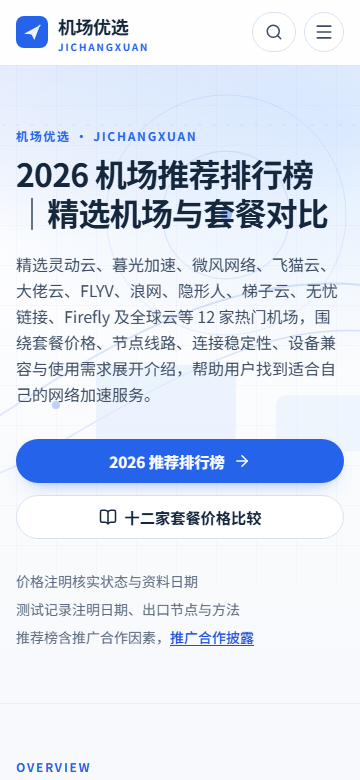 机场优选
JICHANGXUAN
机场优选 • JICHANGXUAN
2026 机场推荐排行榜
｜精选机场与套餐对比
精选灵动云、暮光加速、微风网络、飞猫云、
大佬云、FLYV、浪网、隐形人、梯子云、无忧
链接、Firefly 及全球云等 12 家热门机场，围
绕套餐价格、节点线路、连接稳定性、设备兼
容与使用需求展开介绍，帮助用户找到适合自
己的网络加速服务。
2026 推荐排行榜
十二家套餐价格比较
价格注明核实状态与资料日期
测试记录注明日期、出口节点与方法
推荐榜含推广合作因素，推广合作披露
OVERVIEW